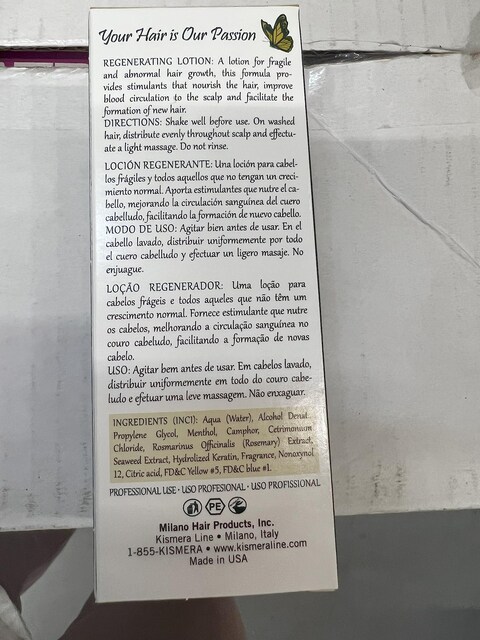 Your Hair is Our Passion
REGENERATING LOTION: A lotion for fragile
and abnormal hair growth, this formula pro-
vides stimulants that nourish the hair, improve
blood circulation to the scalp and facilitate the
formation of new hair.
DIRECTIONS: Shake well before use. On washed
hair, distribute evenly throughout scalp and effectu-
ate a light massage. Do not rinse.
LOCIÓN REGENERANTE: Una loción para cabel-
los frágiles y todos aquellos que no tengan un creci-
miento normal. Aporta estimulantes que nutre el ca-
bello, mejorando la circulación sanguínea del cuero
cabelludo, facilitando la formación de nuevo cabello.
MODO DE USO: Agitar bien antes de usar. En el
cabello lavado, distribuir uniformemente por todo
el cuero cabelludo y efectuar un ligero masaje. No
enjuague.
LOÇÃO REGENERADOR: Uma loção para
cabelos frágeis e todos aqueles que não têm um
crescimento normal. Fornece estimulante que nutre
os cabelos, melhorando a circulação sanguínea no
couro cabeludo, facilitando a formação de novas
cabelo.
USO: Agitar bem antes de usar. Em cabelos lavado,
distribuir uniformemente em todo do couro cabe-
ludo e efetuar uma leve massagem. Não enxaguar.
INGREDIENTS (INCI): Aqua (Water), Alcohol Denat.,
Propylene Glycol, Menthol, Camphor, Cetrimonium
Chloride, Rosmarinus Officinalis (Rosemary) Extract,
Seaweed Extract, Hydrolized Keratin, Fragrance, Nonoxynol
12, Citric acid, FD&C Yellow #5, FD&C blue #1.
PROFESSIONAL USE • USO PROFESIONAL • USO PROFISSIONAL
PE
Milano Hair Products, Inc.
Kismera Line • Milano, Italy
1-855-KISMERA • www.kismeraline.com
Made in USA